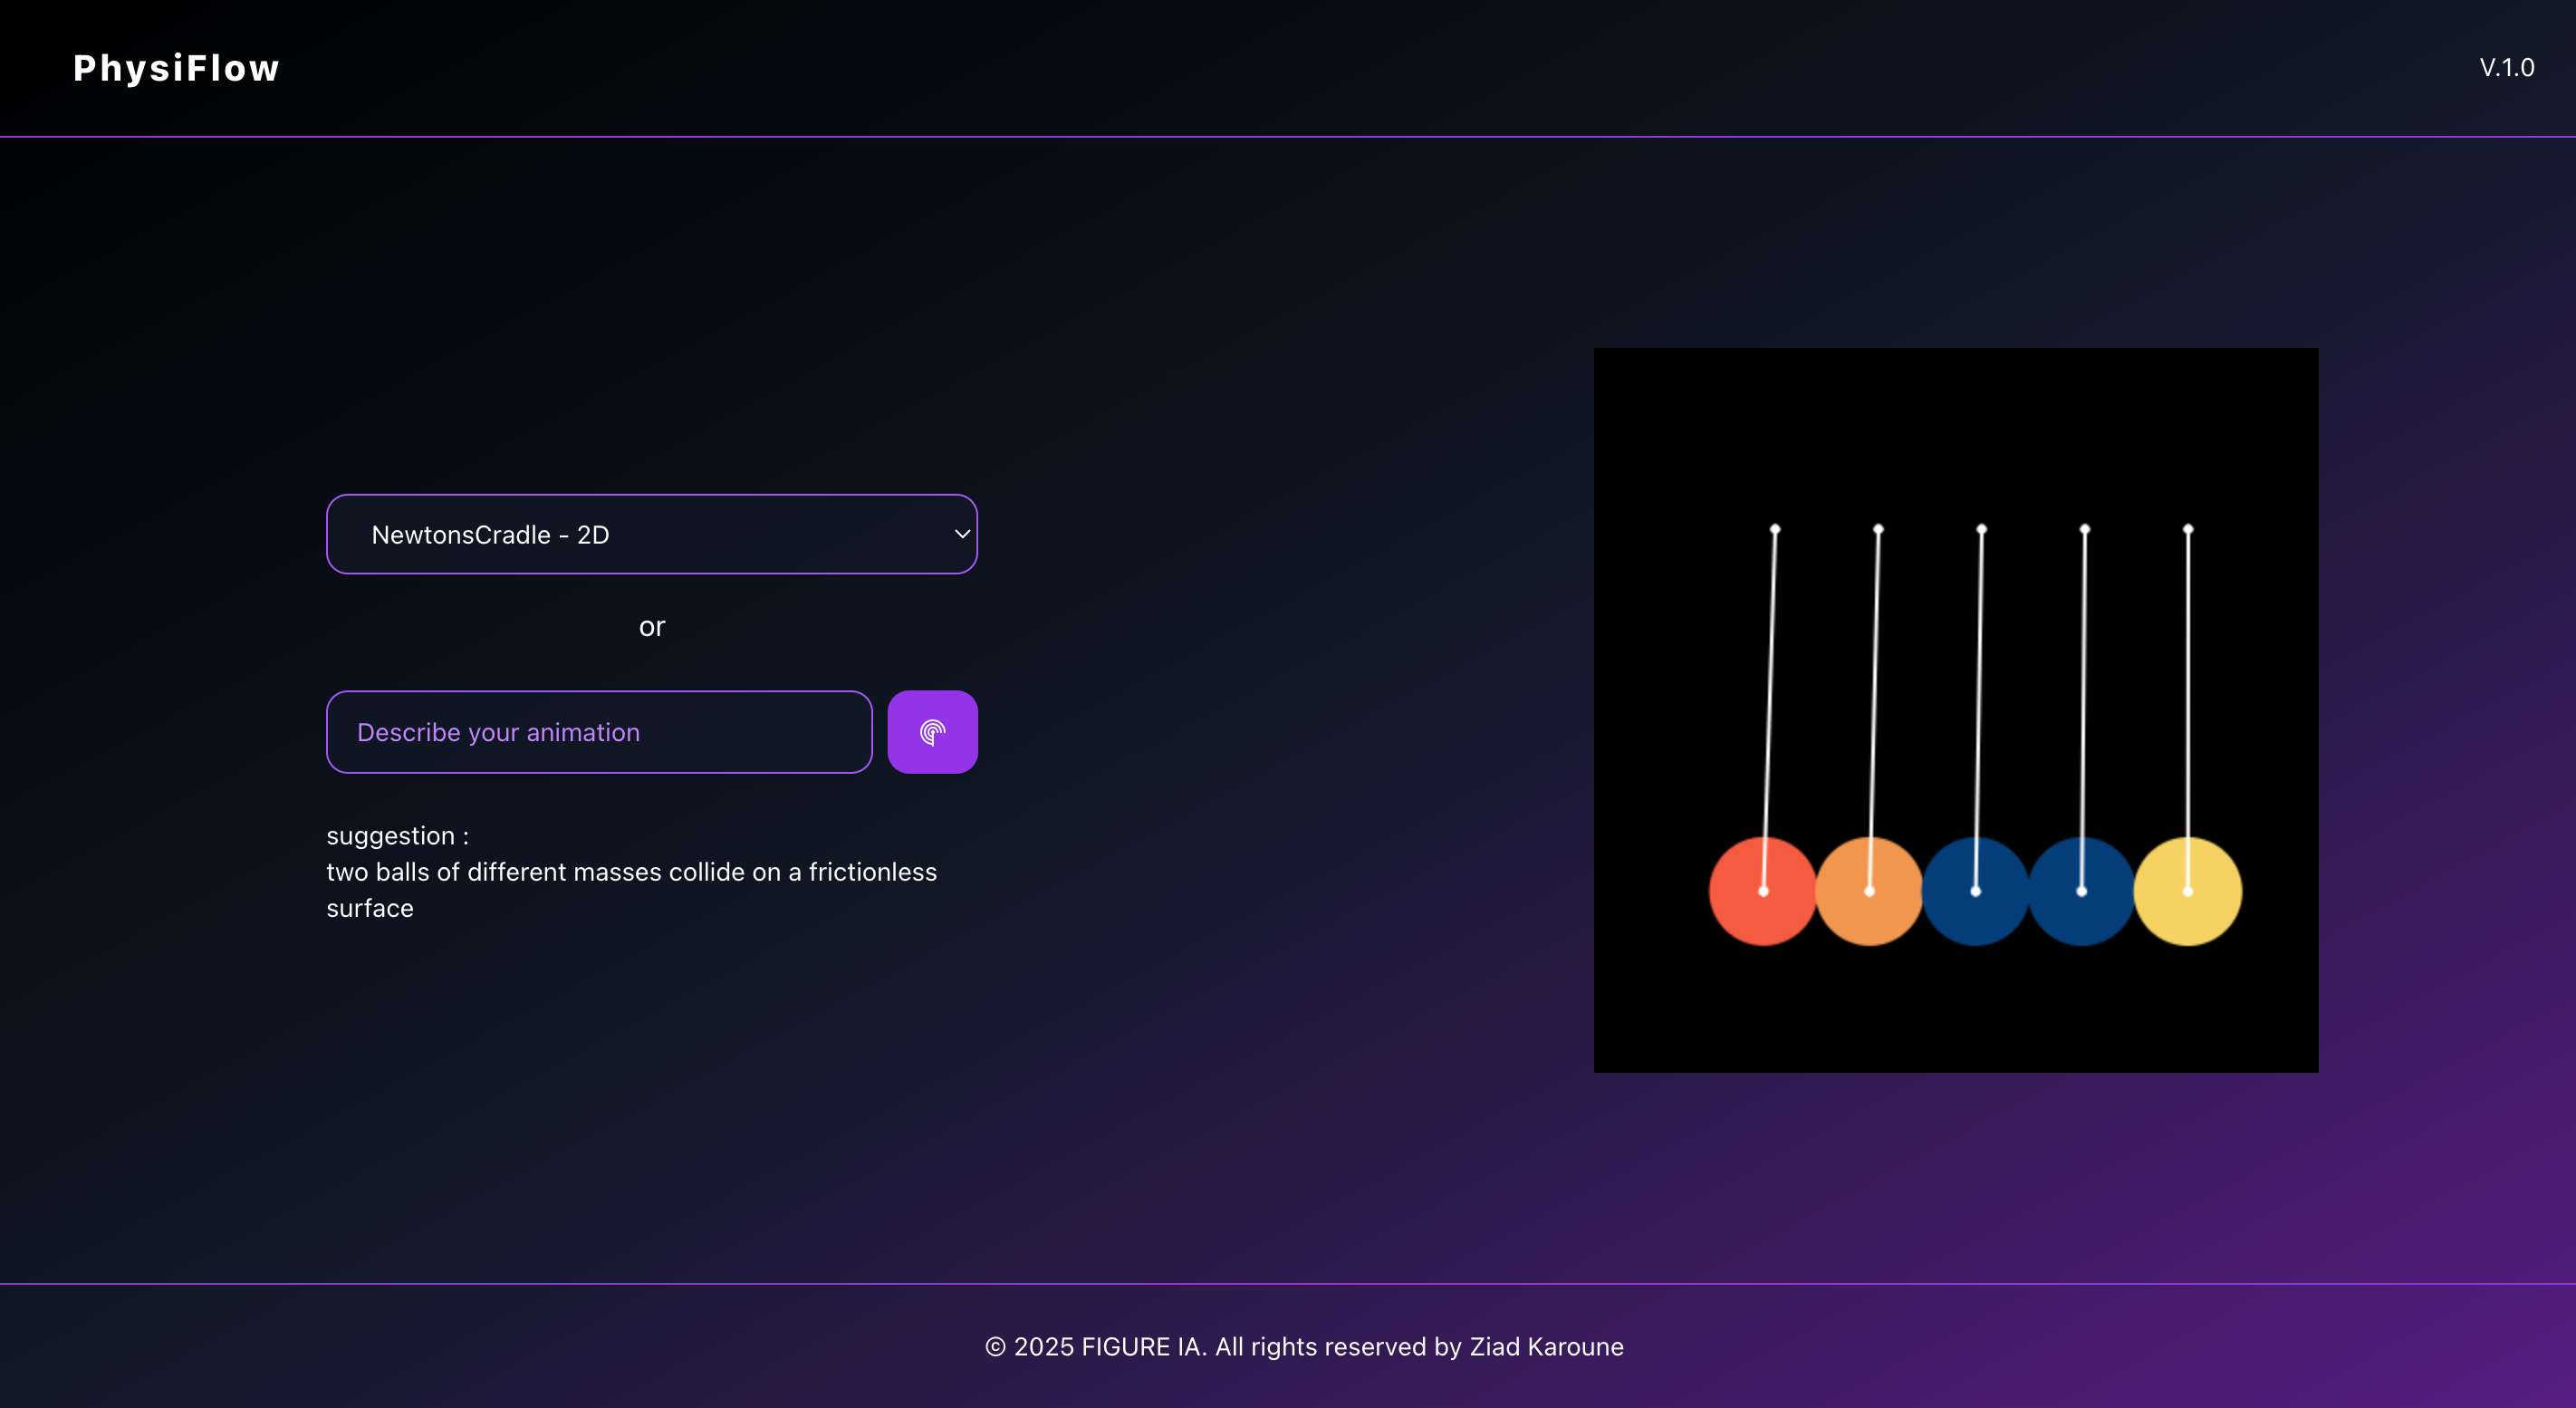 PhysiFlow
V.1.0
NewtonsCradle - 2D
or
Describe your animation
suggestion :
two balls of different masses collide on a frictionless
surface
© 2025 FIGURE IA. All rights reserved by Ziad Karoune